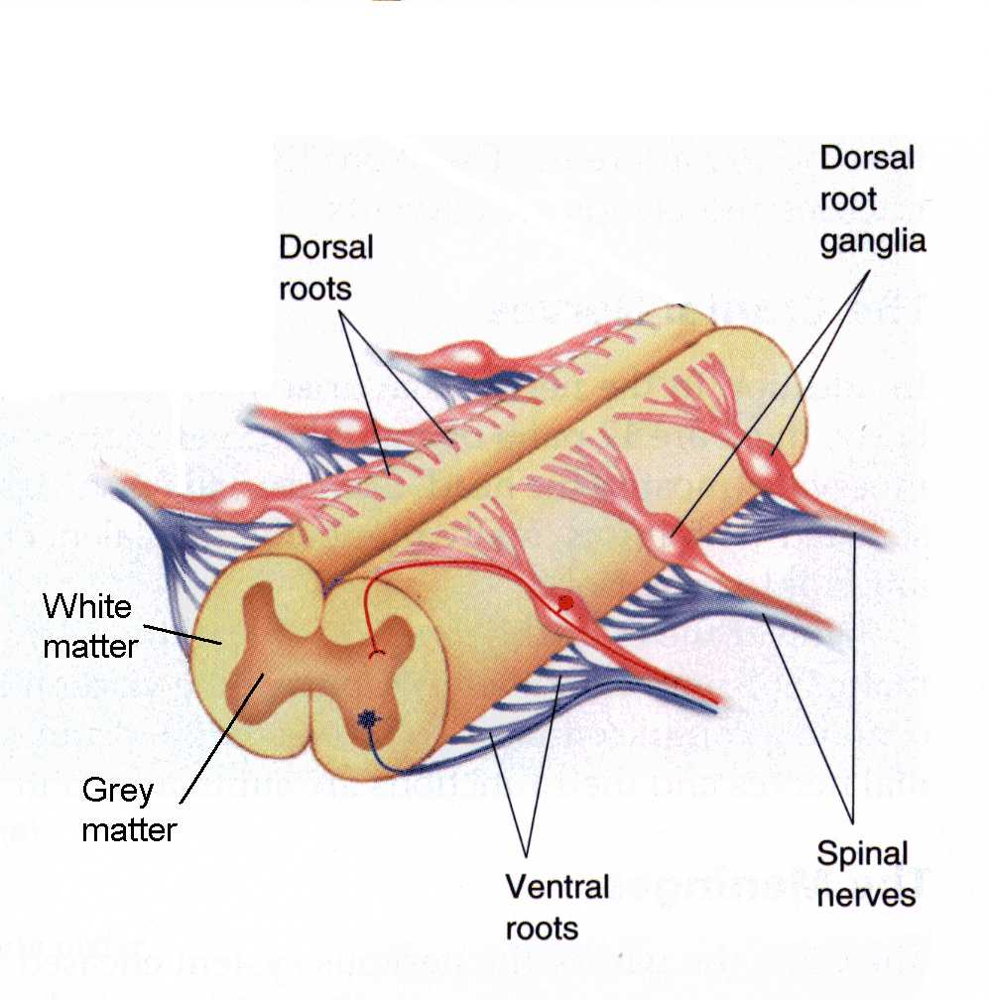 Dorsal
root
ganglia
Dorsal
roots
White
matter
Grey
matter
Spinal
nerves
Ventral
roots